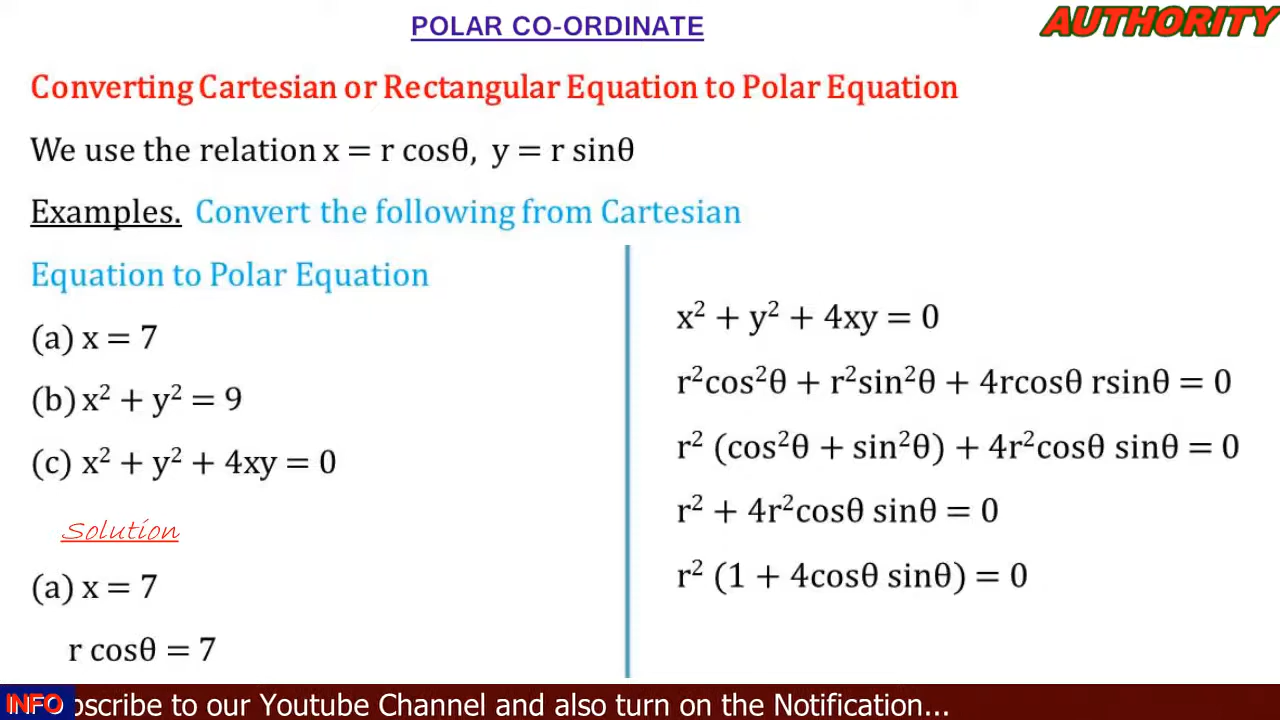 POLAR CO-ORDINATE
AUTHORITY
Converting Cartesian or Rectangular Equation to Polar Equation
We use the relation x = r cosθ, y = r sinθ
Examples. Convert the following from Cartesian
Equation to Polar Equation
(a) x = 7
(b) x² + y² = 9
(c) x² + y² + 4xy = 0
Solution
(a) x = 7
r cosθ = 7
x² + y² + 4xy = 0
r²cos²θ + r²sin²θ + 4rcosθ rsinθ = 0
r² (cos²θ + sin²θ) + 4r²cosθ sinθ = 0
r² + 4r²cosθ sinθ = 0
r² (1 + 4cosθ sinθ) = 0
INFO
bscribe to our Youtube Channel and also turn on the Notification...